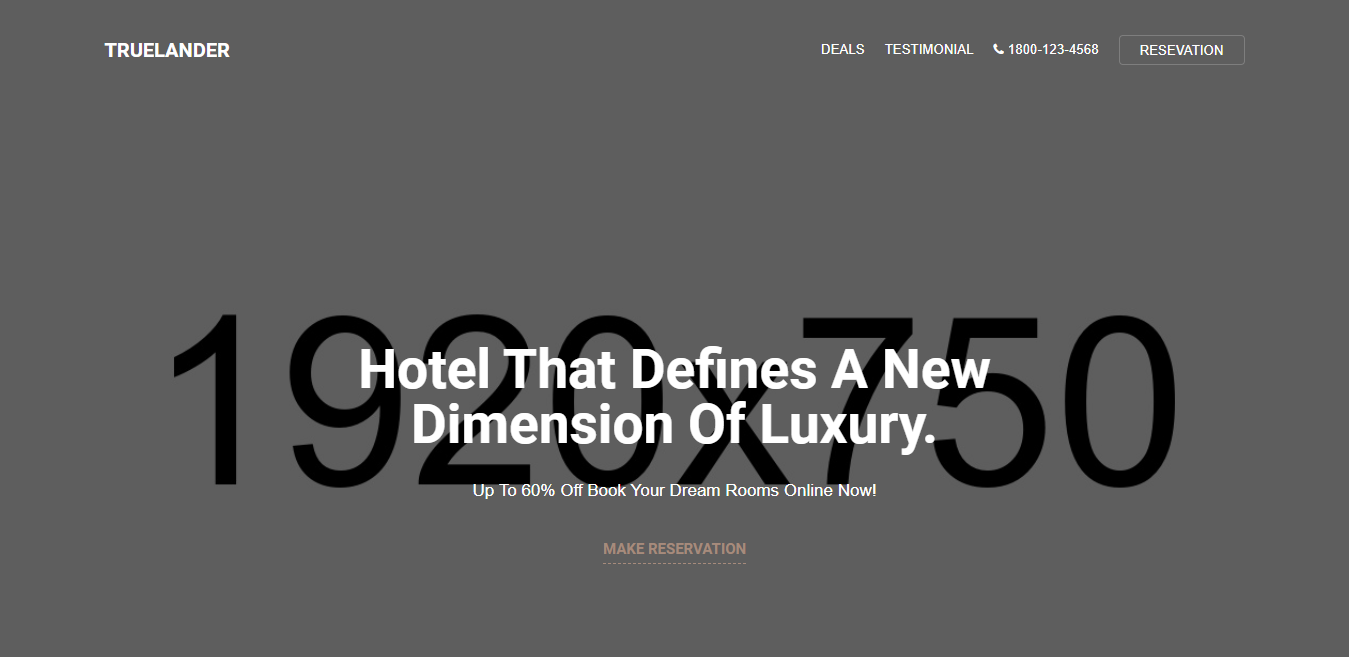 TRUELANDER
DEALS TESTIMONIAL 1800-123-4568 RESEVATION
1920x750
Hotel That Defines A New
Dimension Of Luxury.
Up To 60% Off Book Your Dream Rooms Online Now!
MAKE RESERVATION